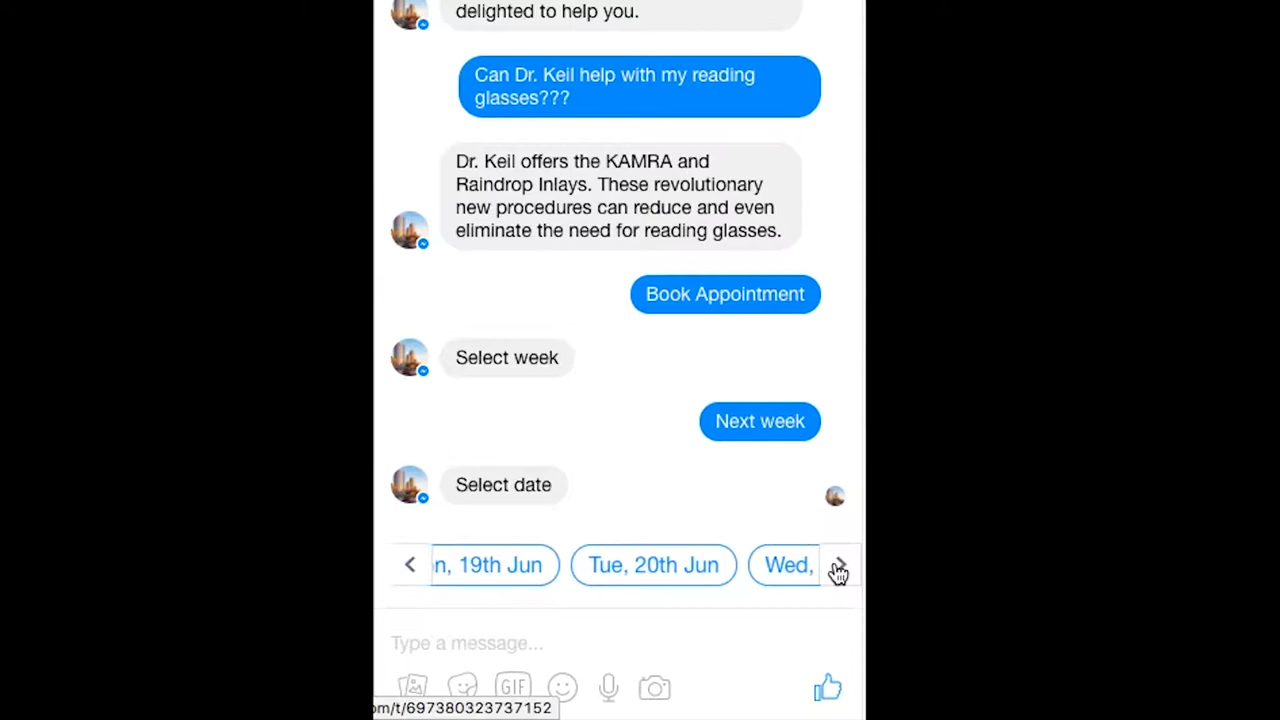 delighted to help you.
Can Dr. Keil help with my reading
glasses???
Dr. Keil offers the KAMRA and
Raindrop Inlays. These revolutionary
new procedures can reduce and even
eliminate the need for reading glasses.
Book Appointment
Select week
Next week
Select date
n, 19th Jun Tue, 20th Jun Wed,
Type a message...
GIF
om/t/697380323737152